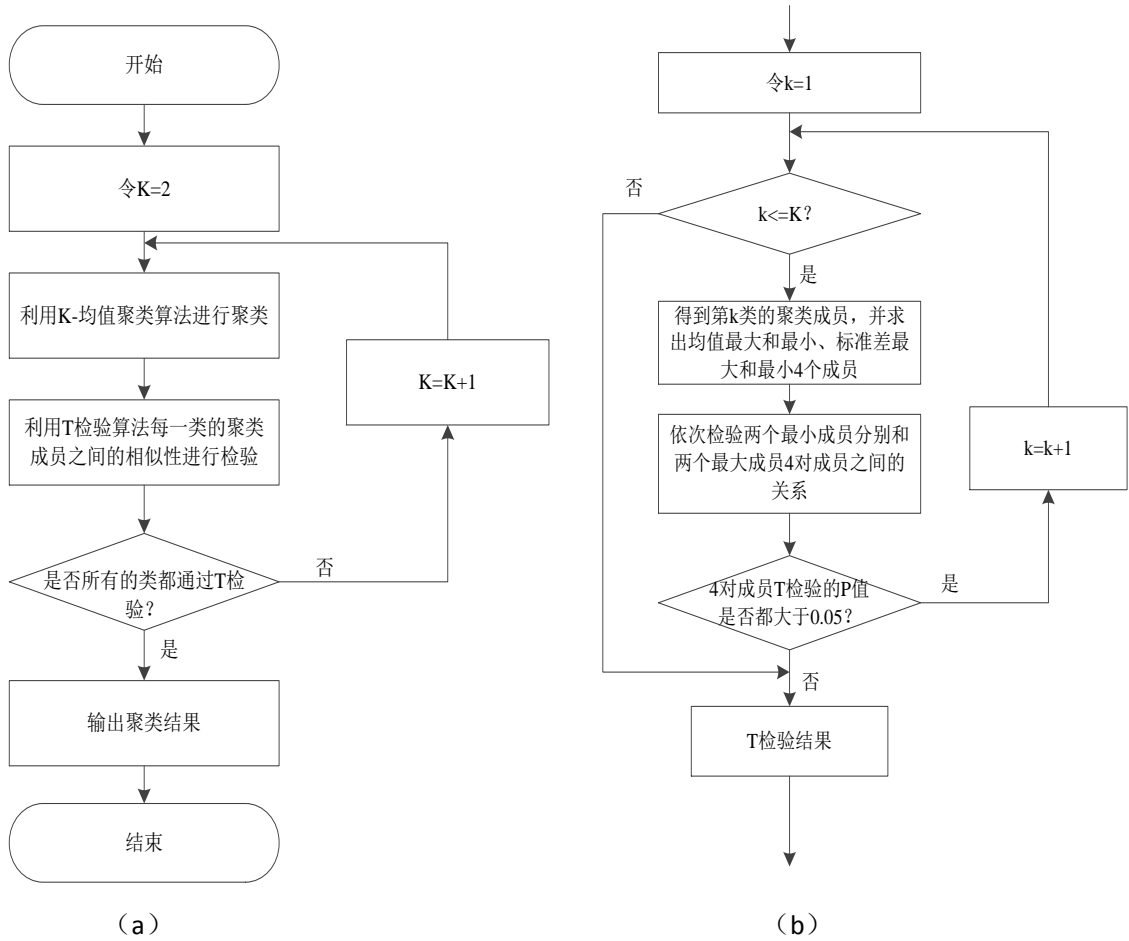 开始
令K=2
利用K-均值聚类算法进行聚类
K=K+1
利用T检验算法每一类的聚类
成员之间的相似性进行检验
是否所有的类都通过T检
验？
否
是
输出聚类结果
结束
（a）
令k=1
否
k<=K？
是
得到第k类的聚类成员，并求
出均值最大和最小、标准差最
大和最小4个成员
依次检验两个最小成员分别和
两个最大成员4对成员之间的
关系
k=k+1
4对成员T检验的P值
是否都大于0.05？
是
否
T检验结果
（b）